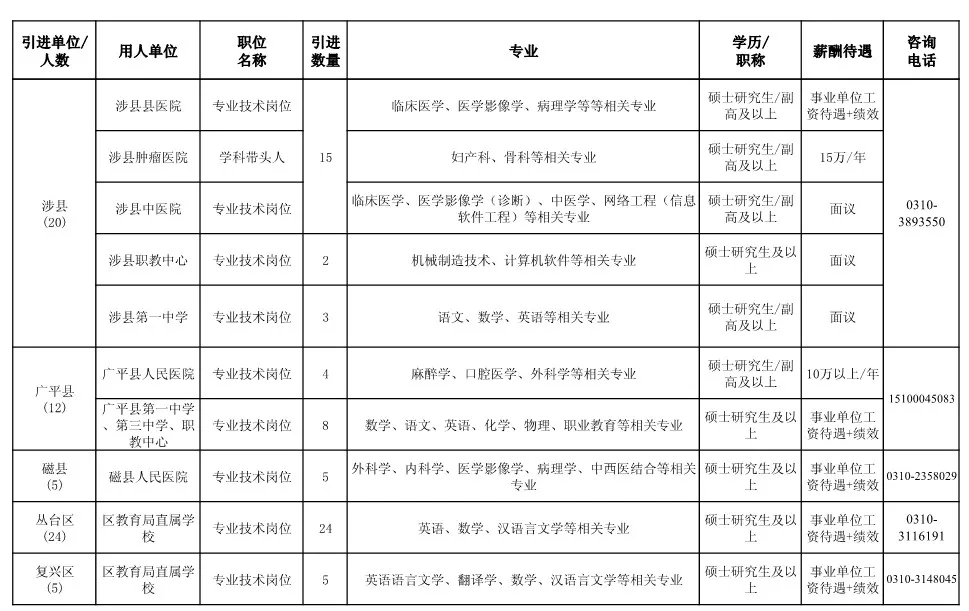 引进单位/
人数
用人单位
职位
名称
引进
数量
专业
学历/
职称
薪酬待遇
咨询
电话
涉县
(20)
涉县县医院
专业技术岗位
15
临床医学、医学影像学、病理学等等相关专业
硕士研究生/副
高及以上
事业单位工
资待遇+绩效
0310-
3893550
涉县肿瘤医院
学科带头人
妇产科、骨科等相关专业
硕士研究生/副
高及以上
15万/年
涉县中医院
专业技术岗位
临床医学、医学影像学（诊断）、中医学、网络工程（信息
软件工程）等相关专业
硕士研究生/副
高及以上
面议
涉县职教中心
专业技术岗位
2
机械制造技术、计算机软件等相关专业
硕士研究生及以
上
面议
涉县第一中学
专业技术岗位
3
语文、数学、英语等相关专业
硕士研究生/副
高及以上
面议
广平县
(12)
广平县人民医院
专业技术岗位
4
麻醉学、口腔医学、外科学等相关专业
硕士研究生/副
高及以上
10万以上/年
15100045083
广平县第一中学
、第三中学、职
教中心
专业技术岗位
8
数学、语文、英语、化学、物理、职业教育等相关专业
硕士研究生及以
上
事业单位工
资待遇+绩效
磁县
(5)
磁县人民医院
专业技术岗位
5
外科学、内科学、医学影像学、病理学、中西医结合等相关
专业
硕士研究生及以
上
事业单位工
资待遇+绩效
0310-2358029
丛台区
(24)
区教育局直属学
校
专业技术岗位
24
英语、数学、汉语言文学等相关专业
硕士研究生及以
上
事业单位工
资待遇+绩效
0310-
3116191
复兴区
(5)
区教育局直属学
校
专业技术岗位
5
英语语言文学、翻译学、数学、汉语言文学等相关专业
硕士研究生及以
上
事业单位工
资待遇+绩效
0310-3148045